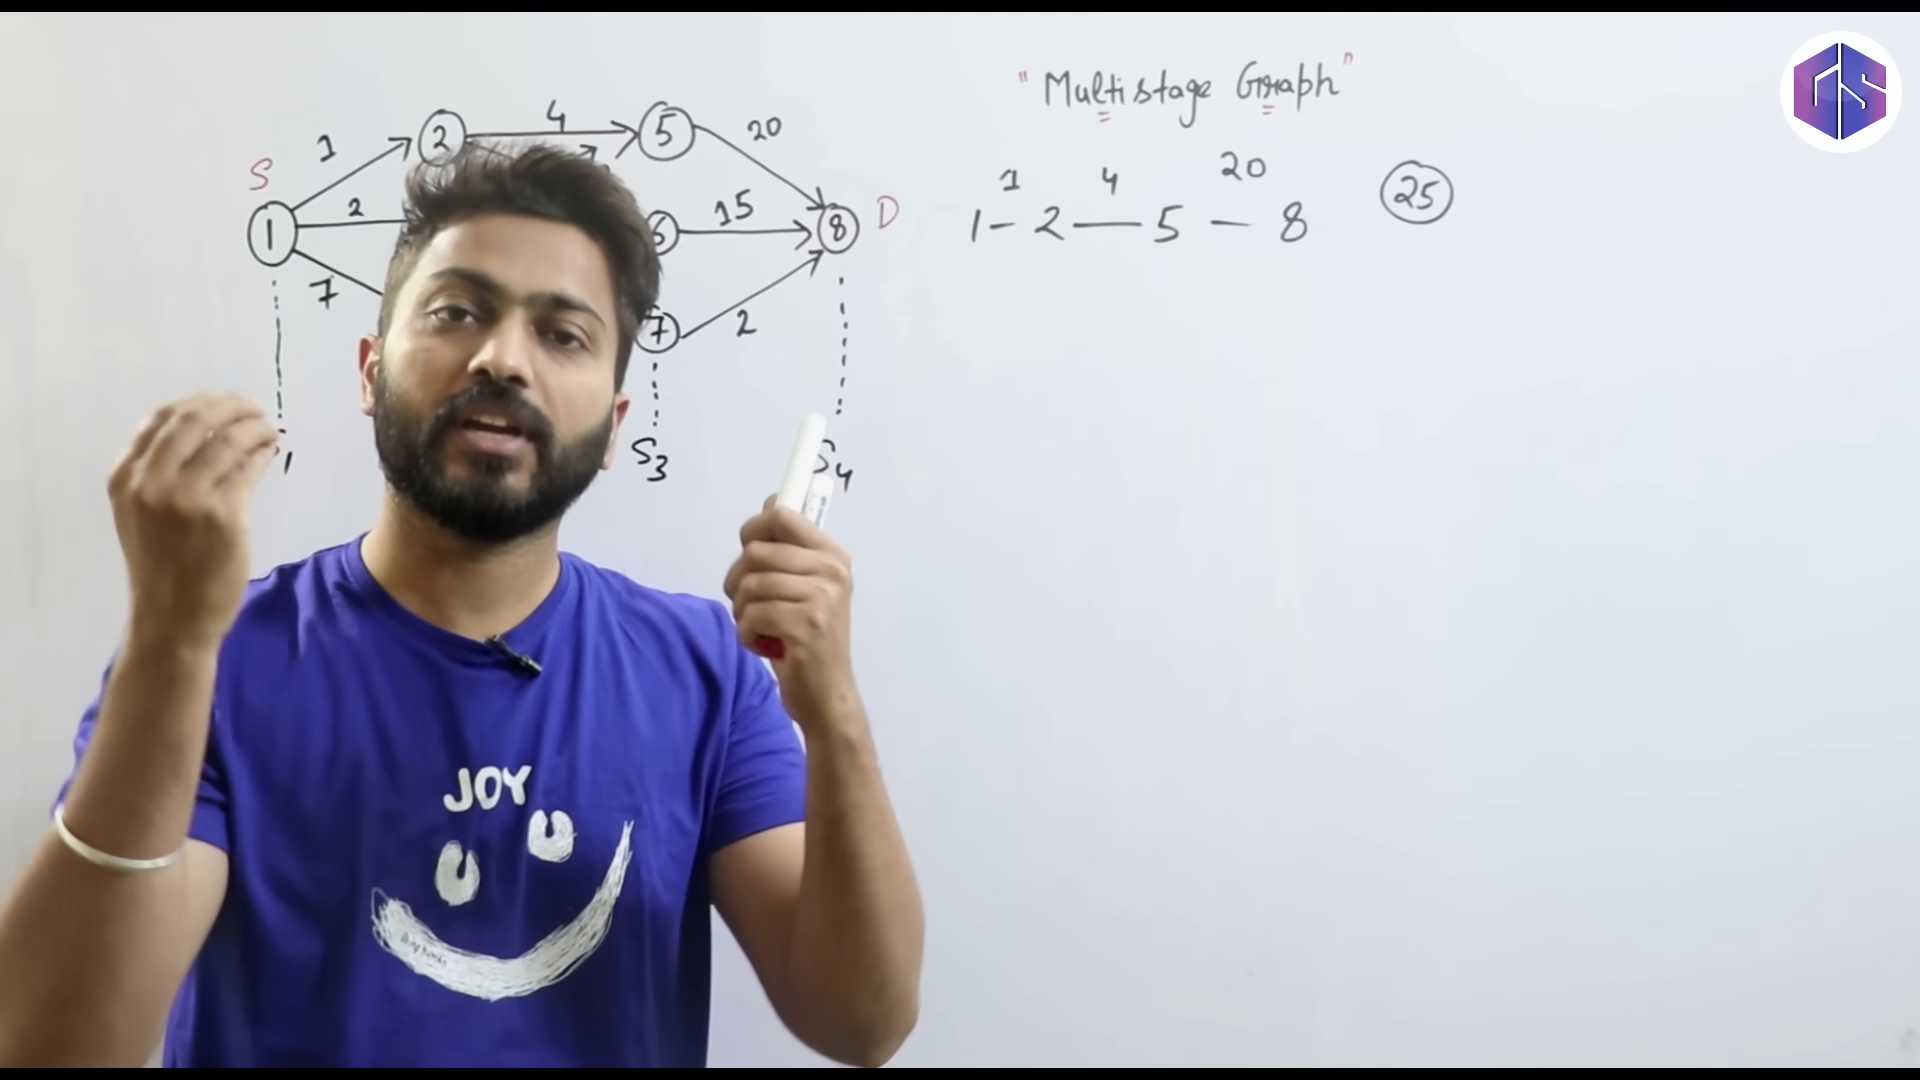 "Multistage Graph"
1 4 20
1 - 2 — 5 — 8 25
4
2 5 20
1
S
2 15
1 6 8 D
7
7 2
S3 S4
JOY